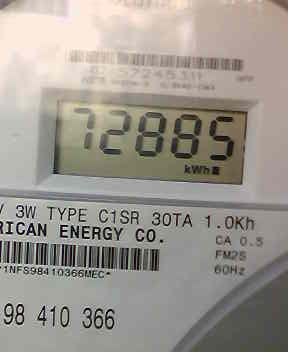 72885
kWh
V 3W TYPE C1SR 30TA 1.0Kh
RICAN ENERGY CO.
CA 0.5
FM2S
*1NFS98410366MEC*
60Hz
98 410 366